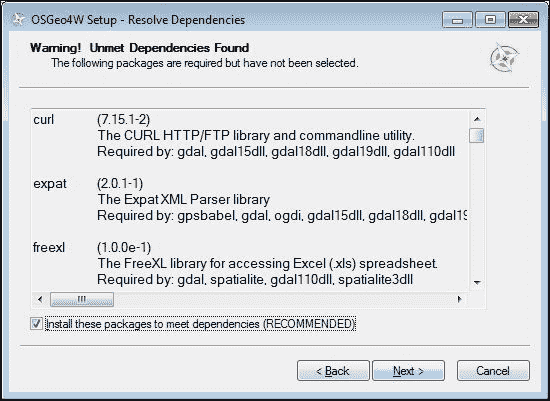 OSGeo4W Setup - Resolve Dependencies
Warning! Unmet Dependencies Found
The following packages are required but have not been selected.
curl (7.15.1-2)
The CURL HTTP/FTP library and commandline utility.
Required by: gdal, gdal15dll, gdal18dll, gdal19dll, gdal110dll
expat (2.0.1-1)
The Expat XML Parser library
Required by: gpsbabel, gdal, ogdi, gdal15dll, gdal18dll, gdal19
freexl (1.0.0e-1)
The FreeXL library for accessing Excel (.xls) spreadsheet.
Required by: gdal, spatialite, gdal110dll, spatialite3dll
Install these packages to meet dependencies (RECOMMENDED)
< Back Next > Cancel